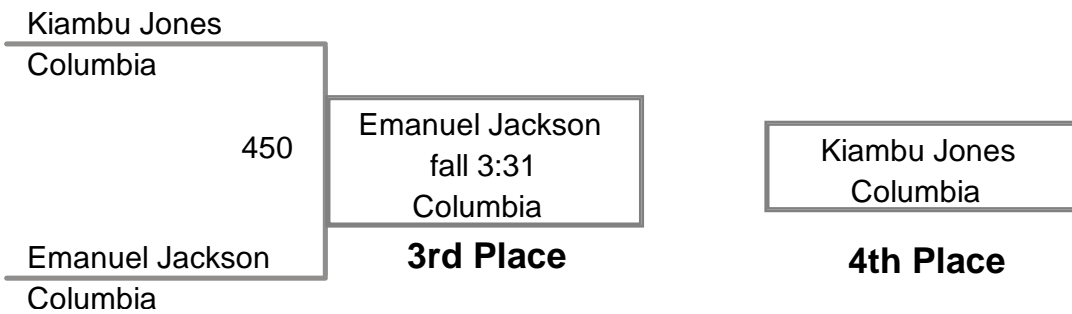 Kiambu Jones
Columbia
450
Emanuel Jackson
fall 3:31
Columbia
3rd Place
Kiambu Jones
Columbia
4th Place
Emanuel Jackson
Columbia